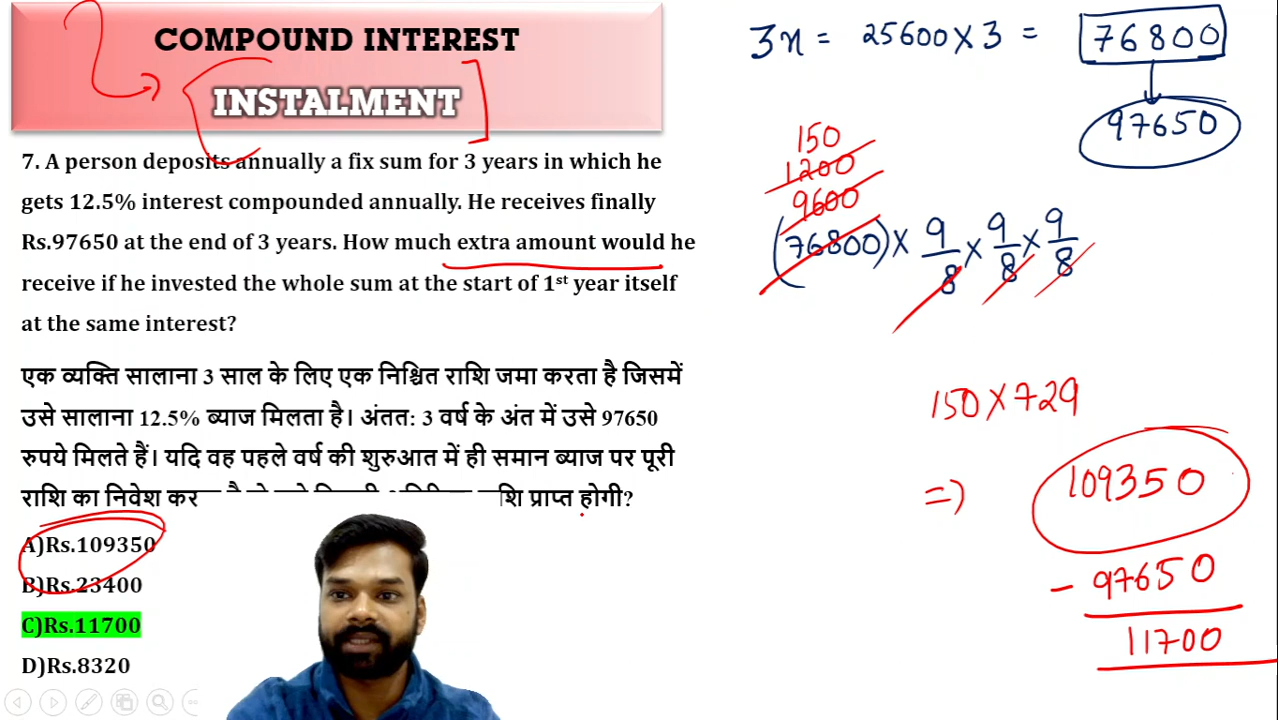 COMPOUND INTEREST
INSTALMENT
7. A person deposits annually a fix sum for 3 years in which he
gets 12.5% interest compounded annually. He receives finally
Rs.97650 at the end of 3 years. How much extra amount would he
receive if he invested the whole sum at the start of 1st year itself
at the same interest?
एक व्यक्ति सालाना 3 साल के लिए एक निश्चित राशि जमा करता है जिसमें
उसे सालाना 12.5% ब्याज मिलता है। अंतत: 3 वर्ष के अंत में उसे 97650
रुपये मिलते हैं। यदि वह पहले वर्ष की शुरुआत में ही समान ब्याज पर पूरी
राशि का निवेश कर शि प्राप्त होगी?
A)Rs.109350
B)Rs.23400
C)Rs.11700
D)Rs.8320
3x = 25600 × 3 = 76800
97650
150
1200
9600
(76800) × 9/8 × 9/8 × 9/8
150 × 729
=> 109350
- 97650
11700